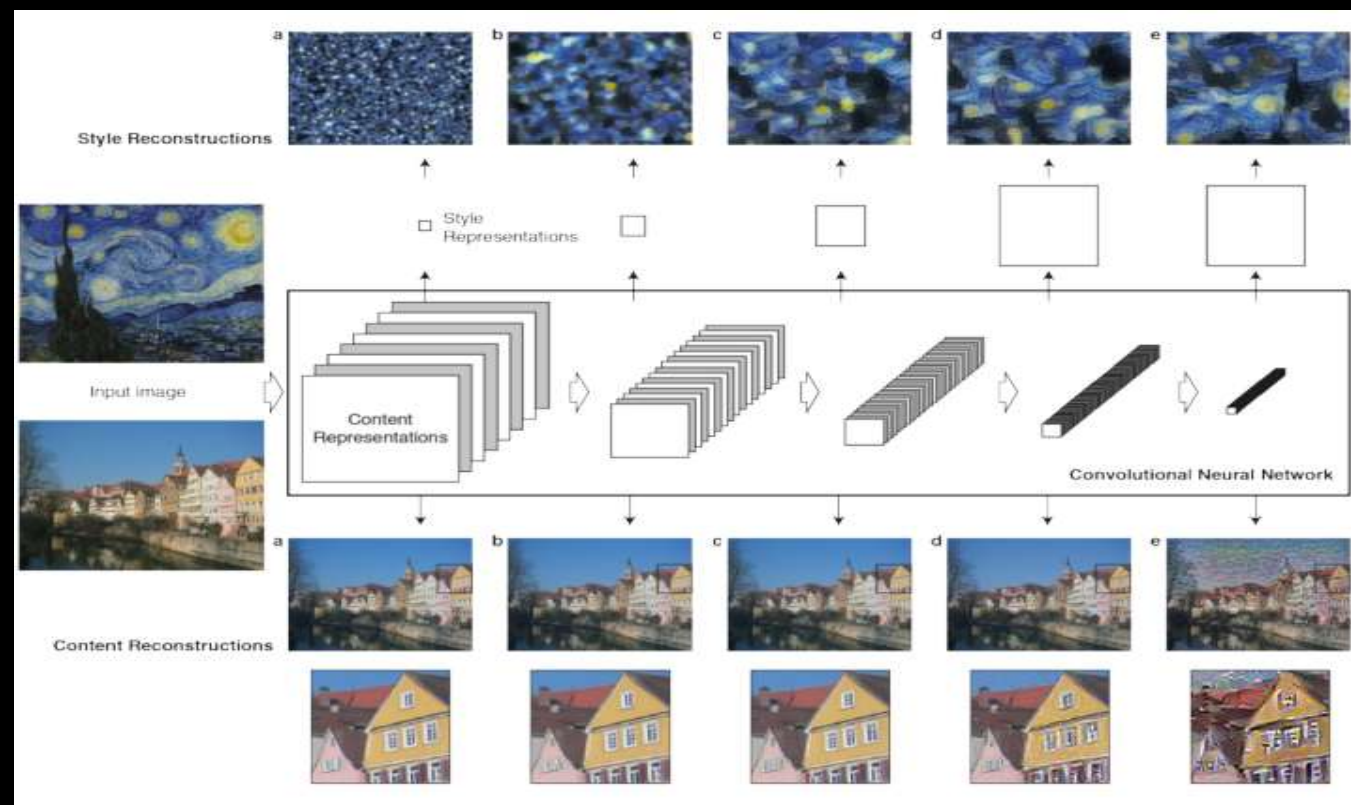 a b c d e
Style Reconstructions
Style
Representations
Input image
Content
Representations
Convolutional Neural Network
a b c d e
Content Reconstructions